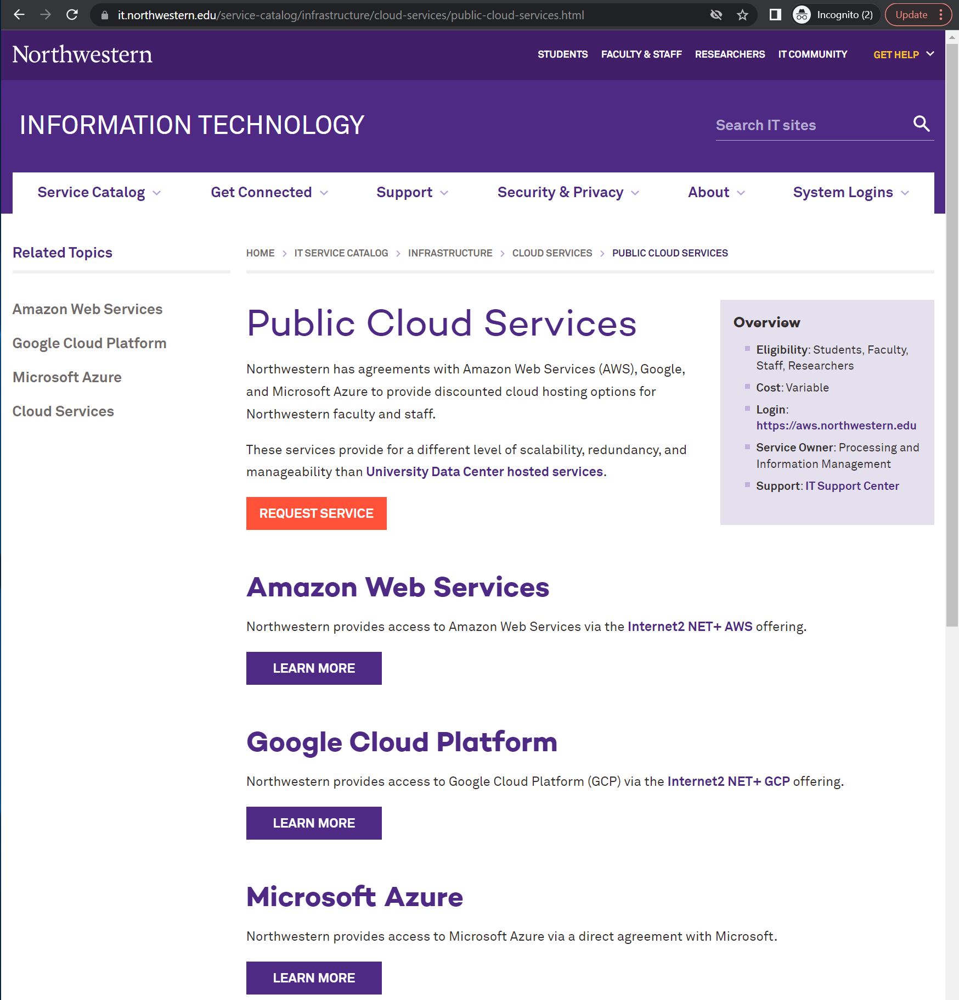 it.northwestern.edu/service-catalog/infrastructure/cloud-services/public-cloud-services.html
Incognito (2)
Update
Northwestern
STUDENTS FACULTY & STAFF RESEARCHERS IT COMMUNITY GET HELP
INFORMATION TECHNOLOGY
Search IT sites
Service Catalog Get Connected Support Security & Privacy About System Logins
Related Topics
Amazon Web Services
Google Cloud Platform
Microsoft Azure
Cloud Services
HOME > IT SERVICE CATALOG > INFRASTRUCTURE > CLOUD SERVICES > PUBLIC CLOUD SERVICES
Public Cloud Services
Northwestern has agreements with Amazon Web Services (AWS), Google,
and Microsoft Azure to provide discounted cloud hosting options for
Northwestern faculty and staff.
These services provide for a different level of scalability, redundancy, and
manageability than University Data Center hosted services.
REQUEST SERVICE
Overview
Eligibility: Students, Faculty,
Staff, Researchers
Cost: Variable
Login:
https://aws.northwestern.edu
Service Owner: Processing and
Information Management
Support: IT Support Center
Amazon Web Services
Northwestern provides access to Amazon Web Services via the Internet2 NET+ AWS offering.
LEARN MORE
Google Cloud Platform
Northwestern provides access to Google Cloud Platform (GCP) via the Internet2 NET+ GCP offering.
LEARN MORE
Microsoft Azure
Northwestern provides access to Microsoft Azure via a direct agreement with Microsoft.
LEARN MORE